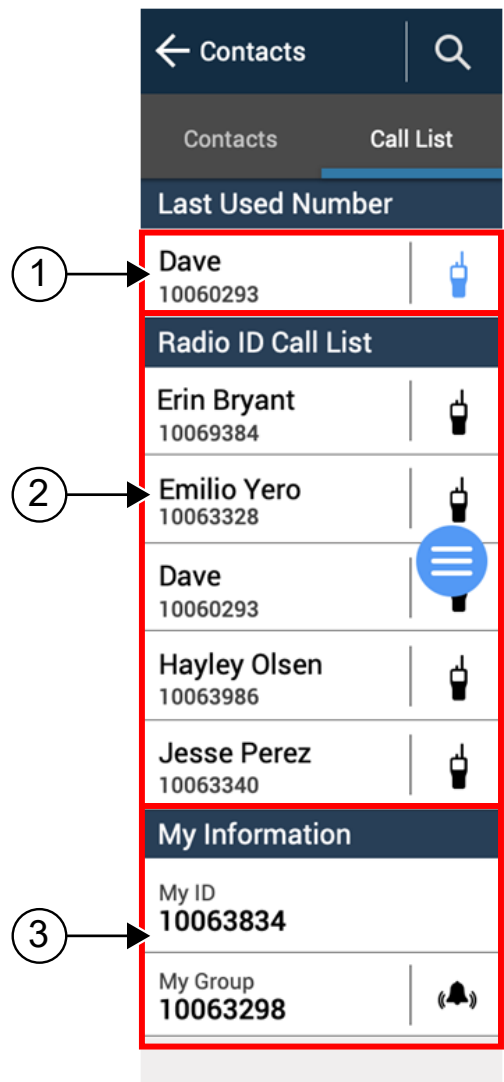 Contacts
Contacts Call List
Last Used Number
1
Dave
10060293
Radio ID Call List
Erin Bryant
10069384
2
Emilio Yero
10063328
Dave
10060293
Hayley Olsen
10063986
Jesse Perez
10063340
My Information
My ID
10063834
3
My Group
10063298